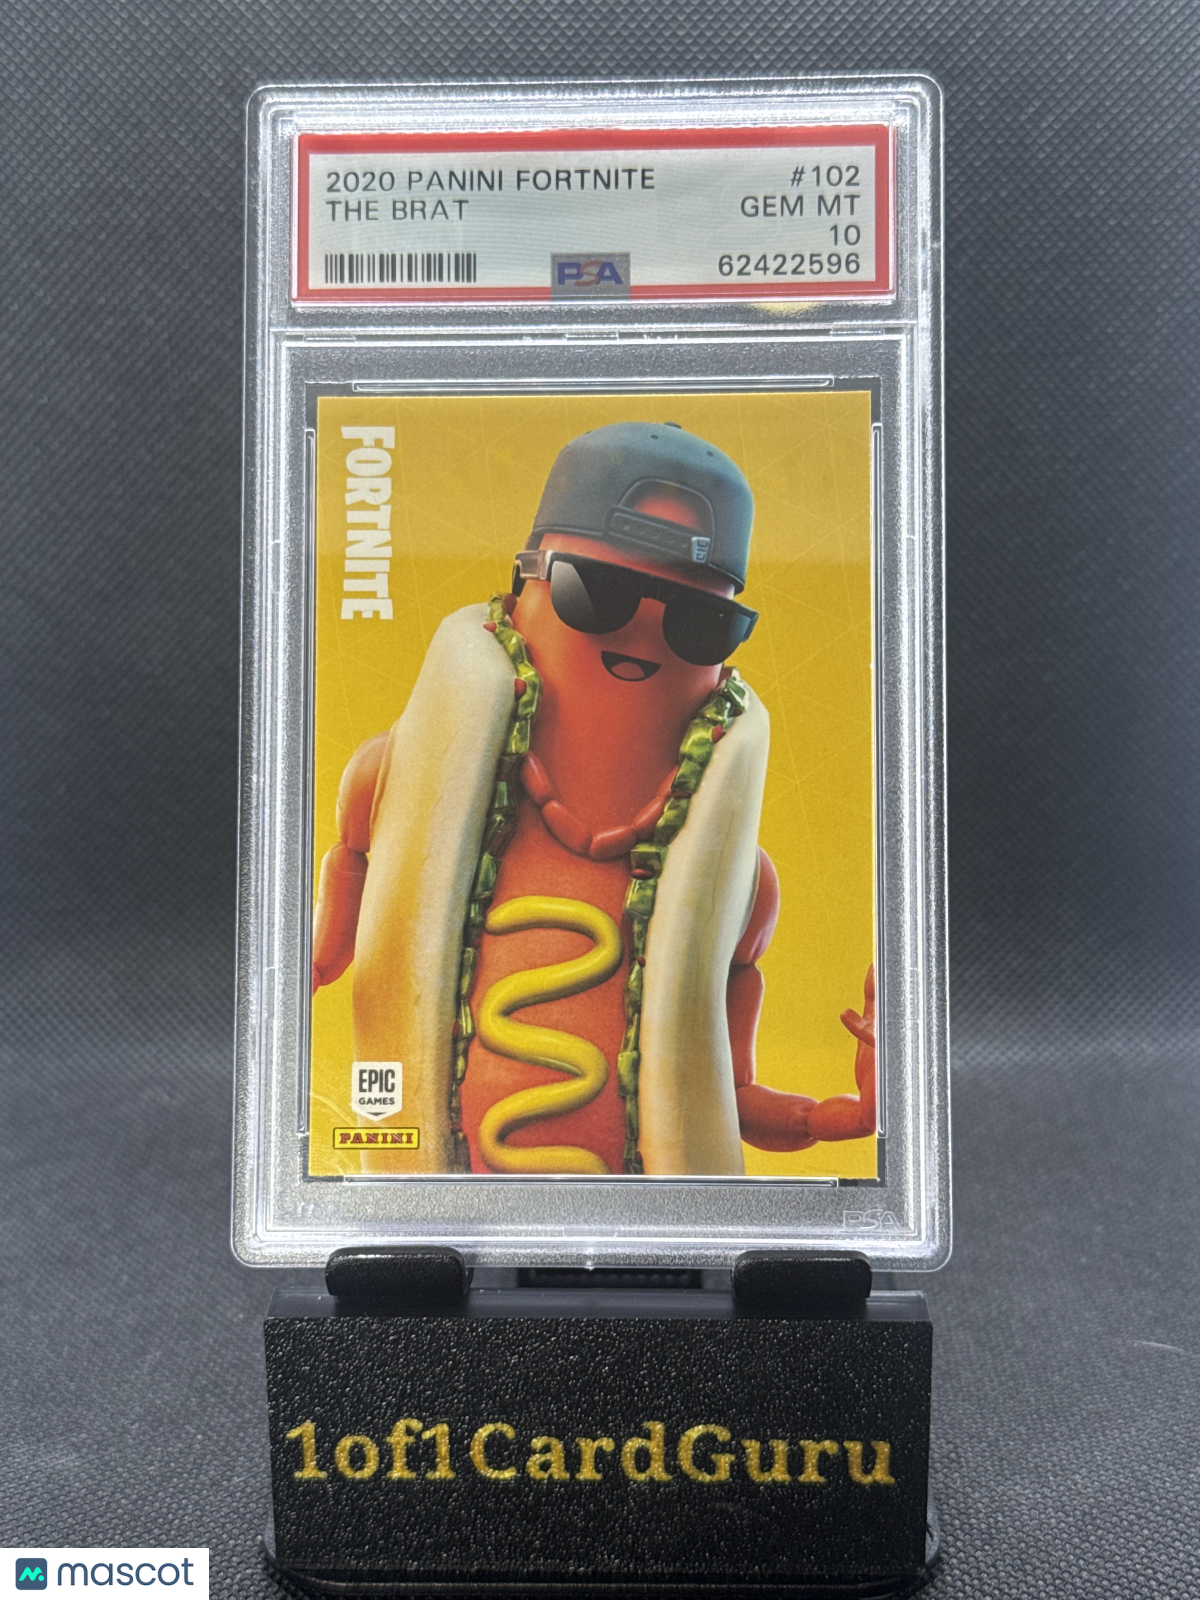 2020 PANINI FORTNITE #102
THE BRAT GEM MT
10
62422596
PSA
FORTNITE
EPIC
GAMES
PANINI
PSA
1of1CardGuru
mascot